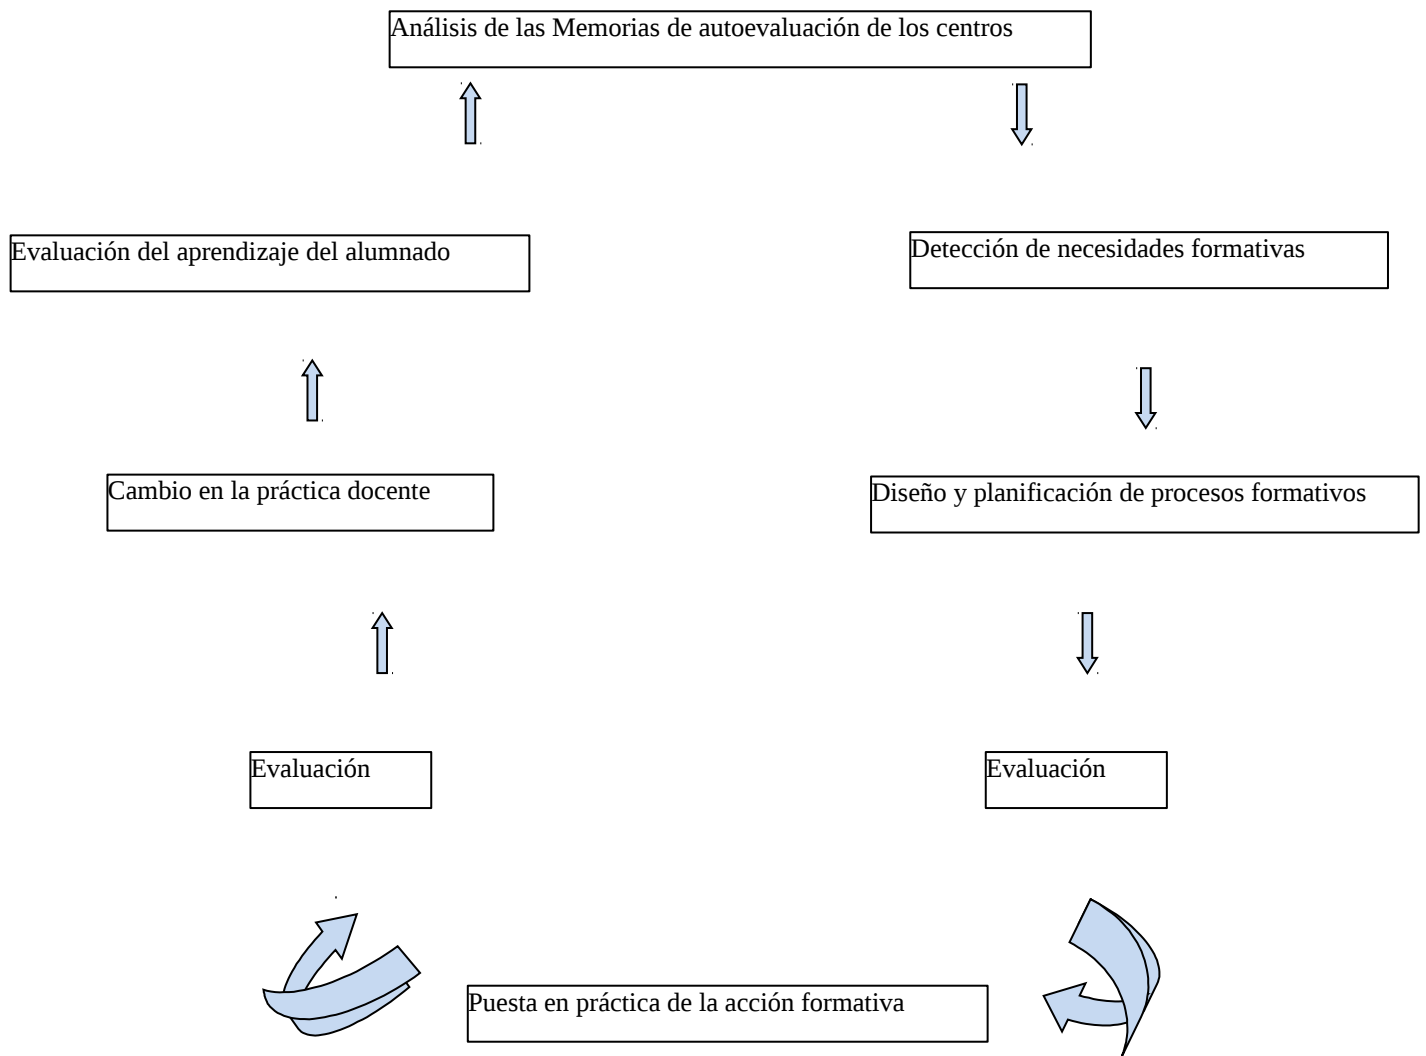 Análisis de las Memorias de autoevaluación de los centros
Evaluación del aprendizaje del alumnado
Detección de necesidades formativas
Cambio en la práctica docente
Diseño y planificación de procesos formativos
Evaluación
Evaluación
Puesta en práctica de la acción formativa